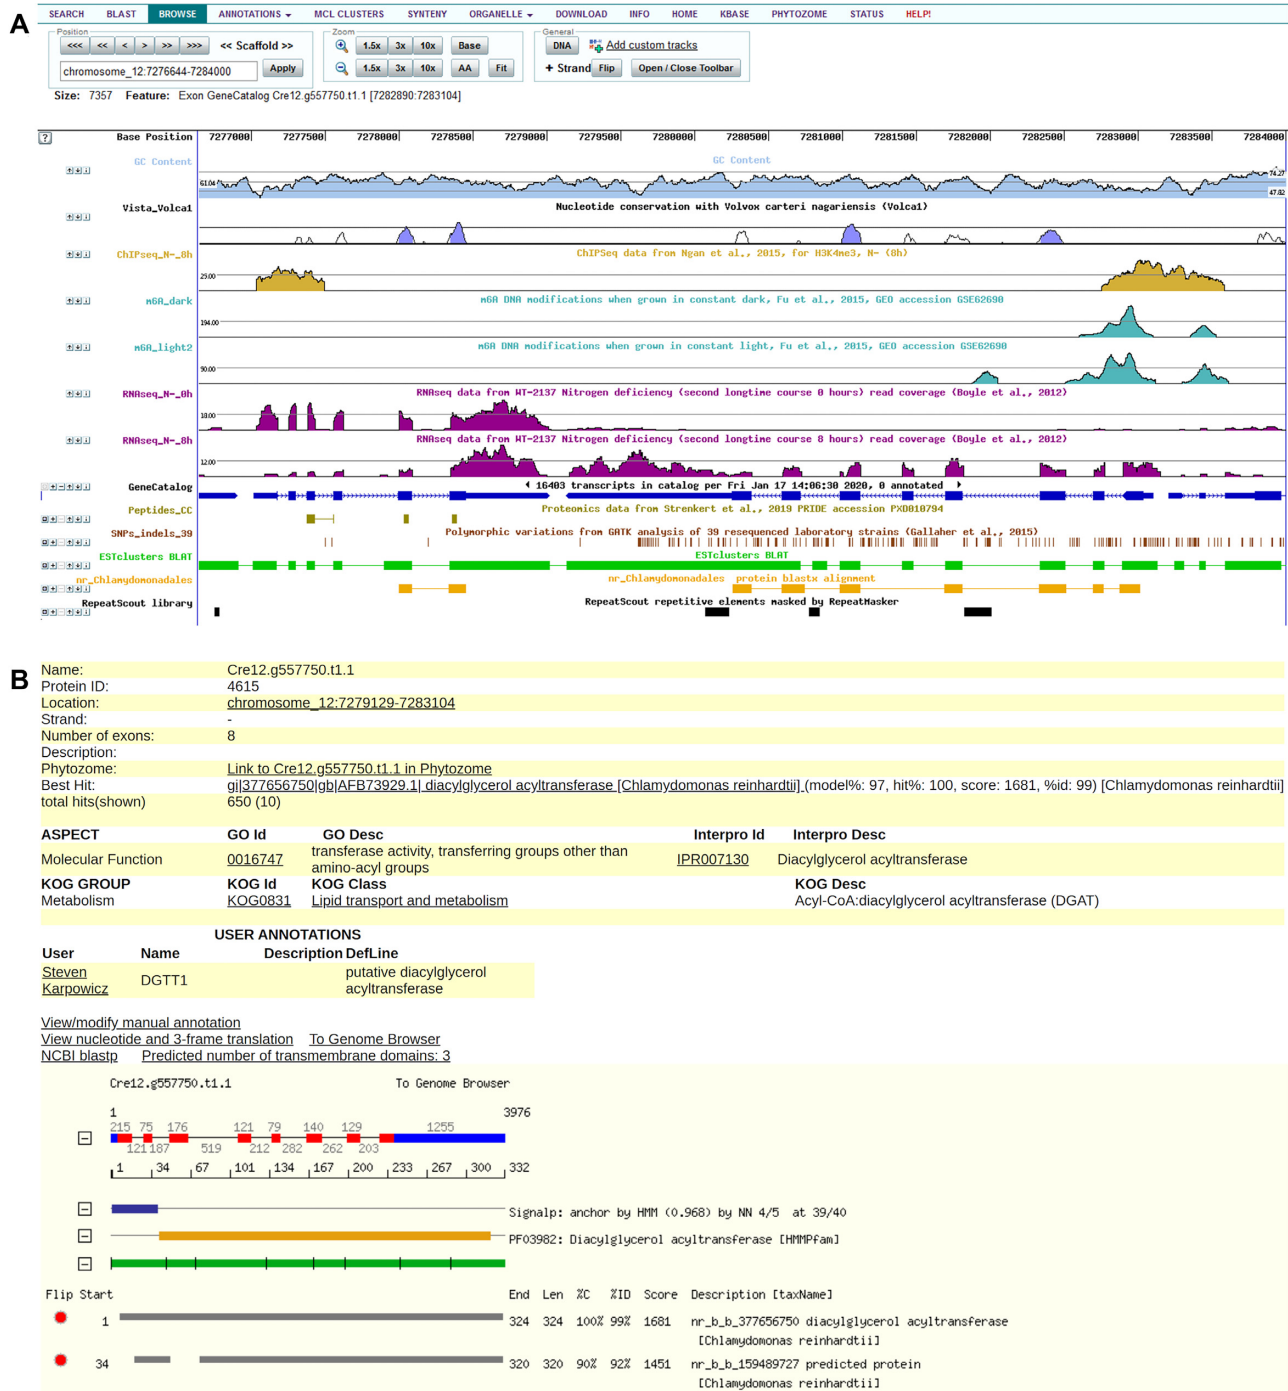 A
SEARCH BLAST BROWSE ANNOTATIONS MCL CLUSTERS SYNTENY ORGANELLE DOWNLOAD INFO HOME KBASE PHYTOZOME STATUS HELP!
Position Zoom General
<<< << < > >> >>> << Scaffold >> 1.5x 3x 10x Base DNA Add custom tracks
chromosome_12:7276644-7284000 Apply 1.5x 3x 10x AA Fit + Strand Flip Open / Close Toolbar
Size: 7357 Feature: Exon GeneCatalog Cre12.g557750.t1.1 [7282890:7283104]
? Base Position 7277000 7277500 7278000 7278500 7279000 7279500 7280000 7280500 7281000 7281500 7282000 7282500 7283000 7283500 7284000
GC Content GC Content
61.04 74.27
47.82
Vista_Volca1 Nucleotide conservation with Volvox carteri nagariensis (Volca1)
ChIPseq_N-_8h ChIPseq data from Ngan et al., 2015, for H3K4me3, N- (8h)
25.00
m6A_dark m6A DNA modifications when grown in constant dark, Fu et al., 2015, GEO accession GSE62690
194.00
m6A_light2 m6A DNA modifications when grown in constant light, Fu et al., 2015, GEO accession GSE62690
90.00
RNAseq_N-_0h RNAseq data from WT-2137 Nitrogen deficiency (second longtime course 0 hours) read coverage (Boyle et al., 2012)
18.00
RNAseq_N-_8h RNAseq data from WT-2137 Nitrogen deficiency (second longtime course 8 hours) read coverage (Boyle et al., 2012)
12.00
GeneCatalog 16403 transcripts in catalog per Fri Jan 17 14:06:30 2020, 0 annotated
Peptides_CC Proteomics data from Strenkert et al., 2019 PRIDE accession PXD010794
SNPs_indels_39 Polymorphic variations from GATK analysis of 39 resequenced laboratory strains (Gallaher et al., 2015)
ESTclusters BLAT ESTclusters BLAT
nr_Chlamydomonadales nr_Chlamydomonadales protein blastx alignment
RepeatScout library RepeatScout repetitive elements masked by RepeatMasker
B
Name: Cre12.g557750.t1.1
Protein ID: 4615
Location: chromosome_12:7279129-7283104
Strand: -
Number of exons: 8
Description:
Phytozome: Link to Cre12.g557750.t1.1 in Phytozome
Best Hit: gi|377656750|gb|AFB73929.1| diacylglycerol acyltransferase [Chlamydomonas reinhardtii] (model%: 97, hit%: 100, score: 1681, %id: 99) [Chlamydomonas reinhardtii]
total hits(shown) 650 (10)
ASPECT GO Id GO Desc Interpro Id Interpro Desc
Molecular Function 0016747 transferase activity, transferring groups other than amino-acyl groups IPR007130 Diacylglycerol acyltransferase
KOG GROUP KOG Id KOG Class KOG Desc
Metabolism KOG0831 Lipid transport and metabolism Acyl-CoA:diacylglycerol acyltransferase (DGAT)
USER ANNOTATIONS
User Name Description DefLine
Steven Karpowicz DGTT1 putative diacylglycerol acyltransferase
View/modify manual annotation
View nucleotide and 3-frame translation To Genome Browser
NCBI blastp Predicted number of transmembrane domains: 3
Cre12.g557750.t1.1 To Genome Browser
1 3976
215 75 176 121 79 140 129 1255
121 187 519 212 282 262 203
1 34 67 101 134 167 200 233 267 300 332
Signalp: anchor by HMM (0.968) by NN 4/5 at 39/40
PF03982: Diacylglycerol acyltransferase [HMMPfam]
Flip Start End Len %C %ID Score Description [taxName]
1 324 324 100% 99% 1681 nr_b_b_377656750 diacylglycerol acyltransferase
[Chlamydomonas reinhardtii]
34 320 320 90% 92% 1451 nr_b_b_159489727 predicted protein
[Chlamydomonas reinhardtii]